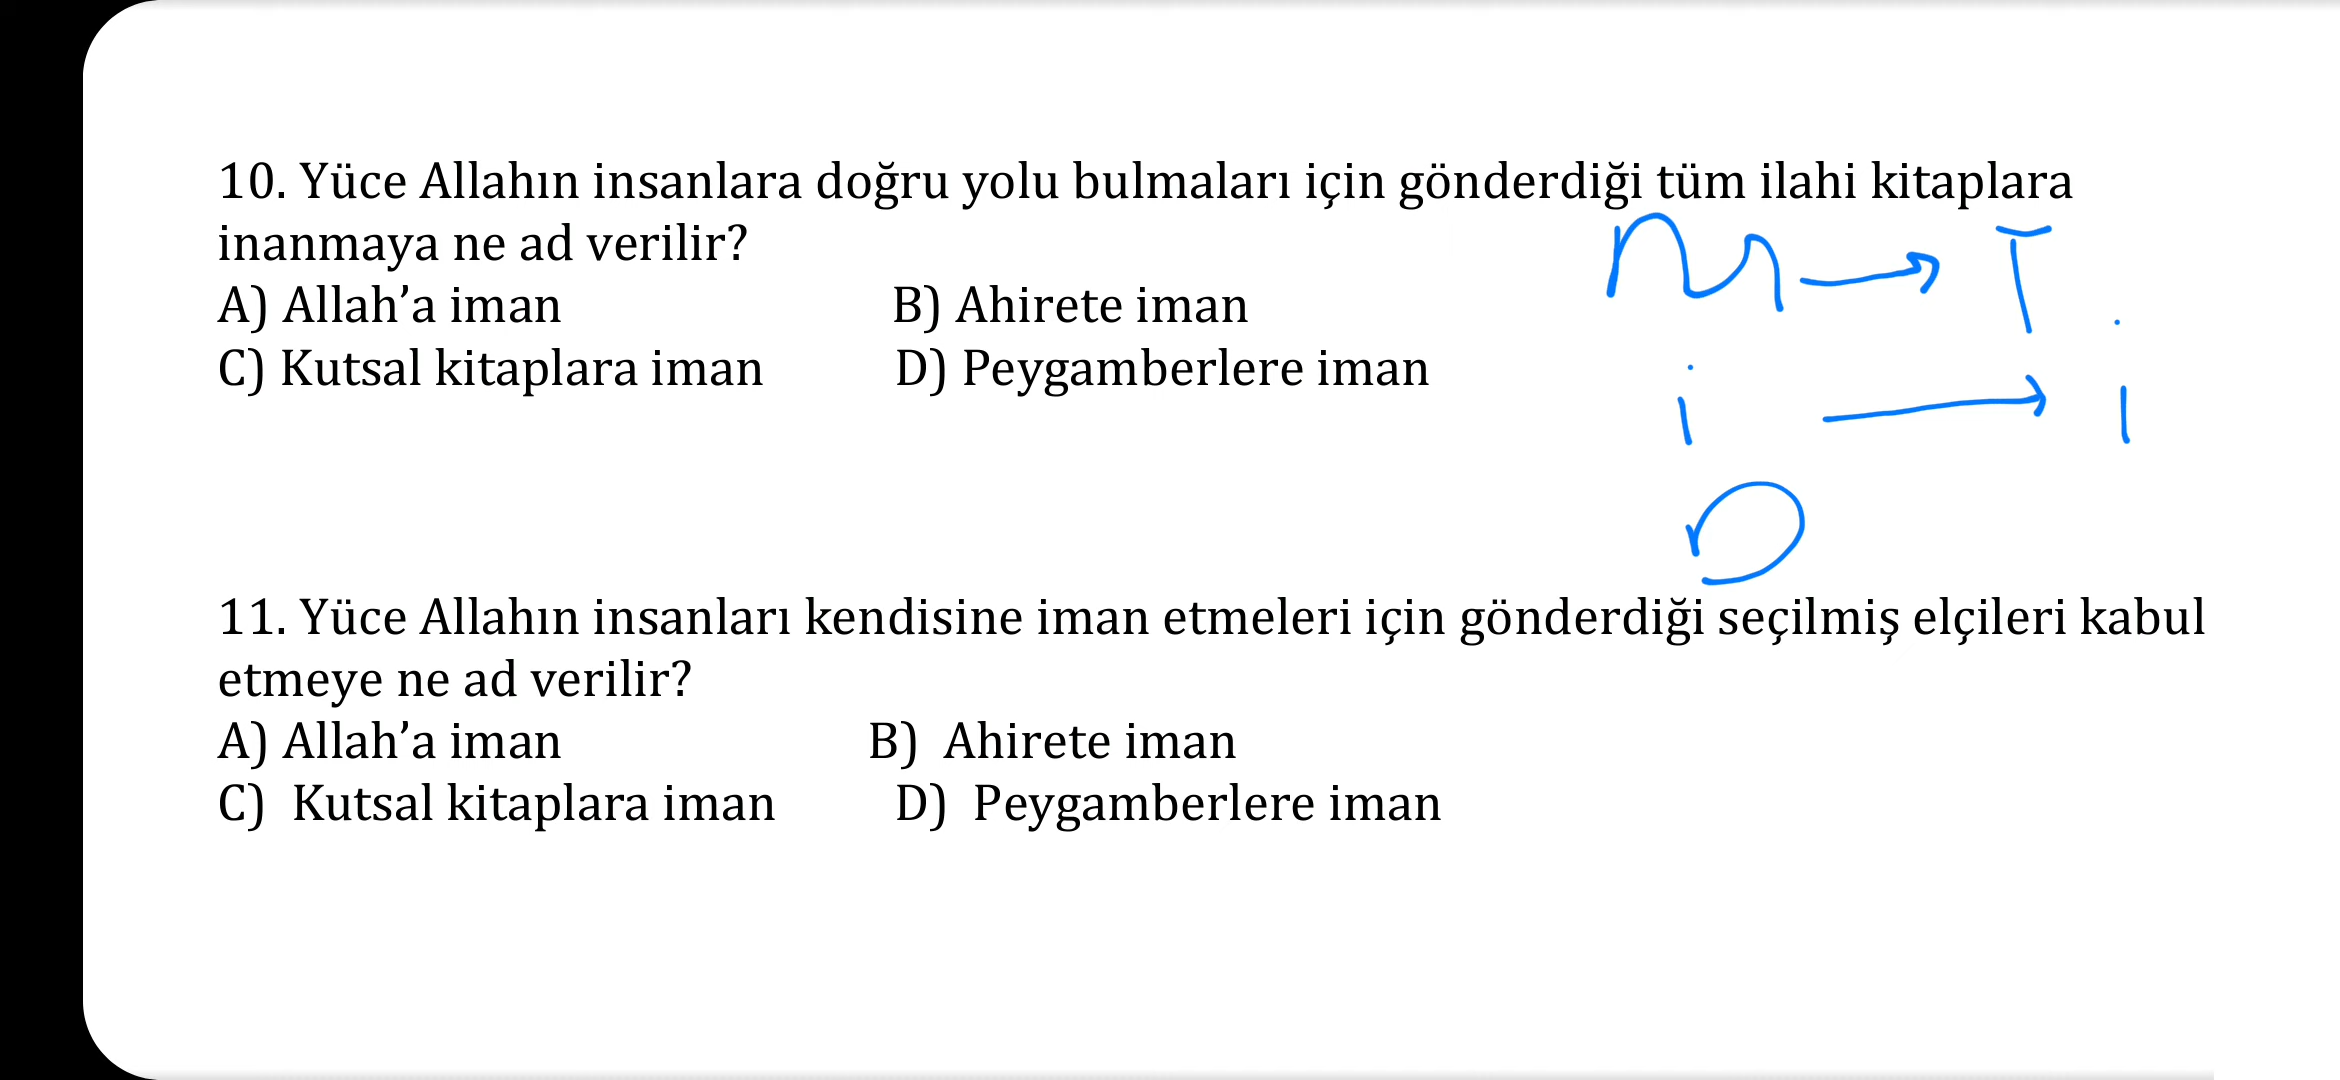 10. Yüce Allahın insanlara doğru yolu bulmaları için gönderdiği tüm ilahi kitaplara
inanmaya ne ad verilir?
A) Allah’a iman B) Ahirete iman
C) Kutsal kitaplara iman D) Peygamberlere iman
M → T
i → i
11. Yüce Allahın insanları kendisine iman etmeleri için gönderdiği seçilmiş elçileri kabul
etmeye ne ad verilir?
A) Allah’a iman B) Ahirete iman
C) Kutsal kitaplara iman D) Peygamberlere iman